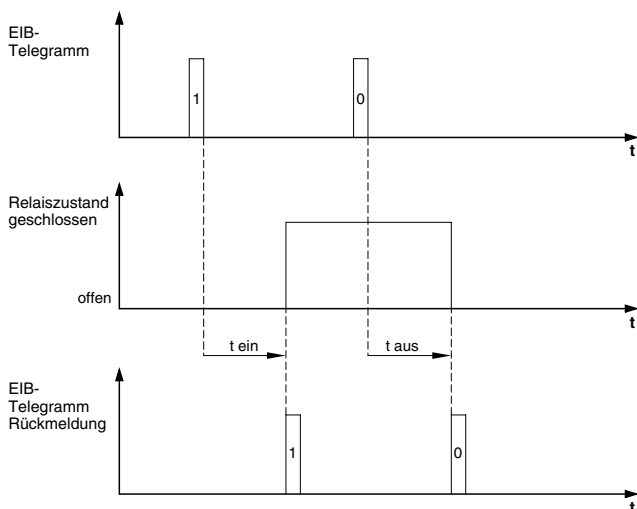 EIB-
Telegramm
1
0
t
Relaiszustand
geschlossen
offen
t
t ein
t aus
EIB-
Telegramm
Rückmeldung
1
0
t